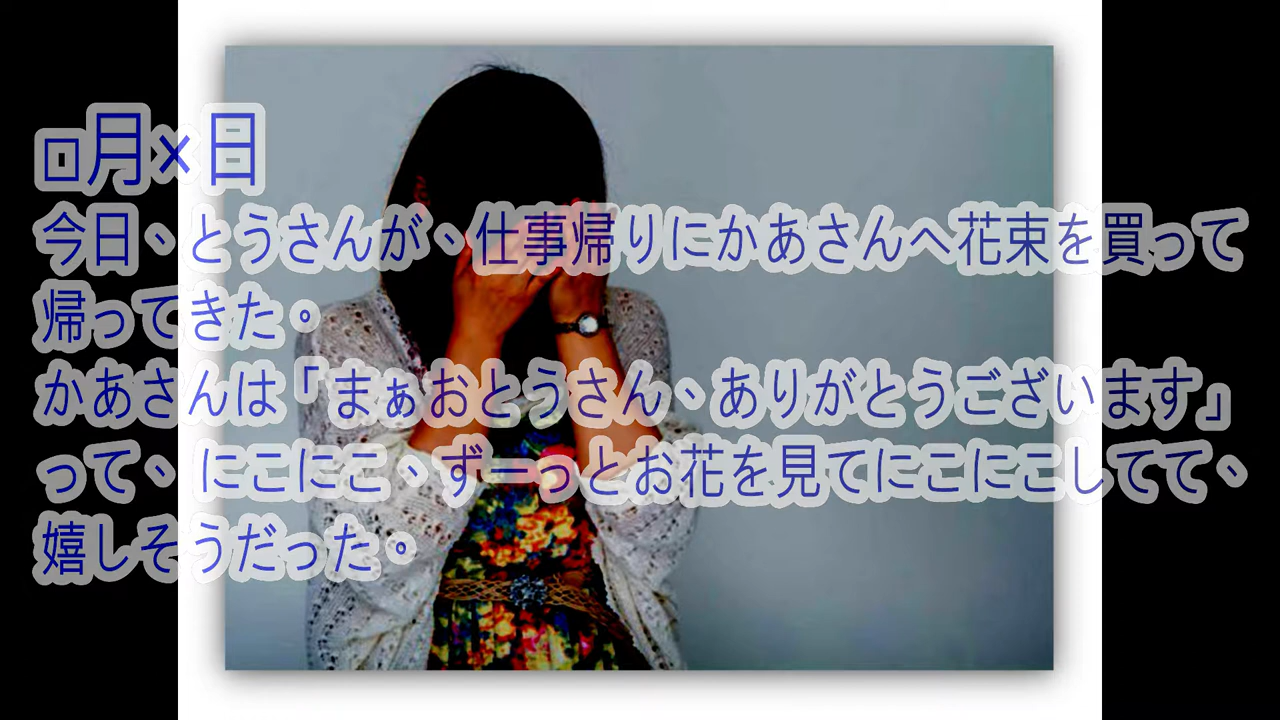 □月×日
今日、とうさんが、仕事帰りにかあさんへ花束を買って
帰ってきた。
かあさんは「まぁおとうさん、ありがとうございます」
って、にこにこ、ずーっとお花を見てにこにこしてて、
嬉しそうだった。